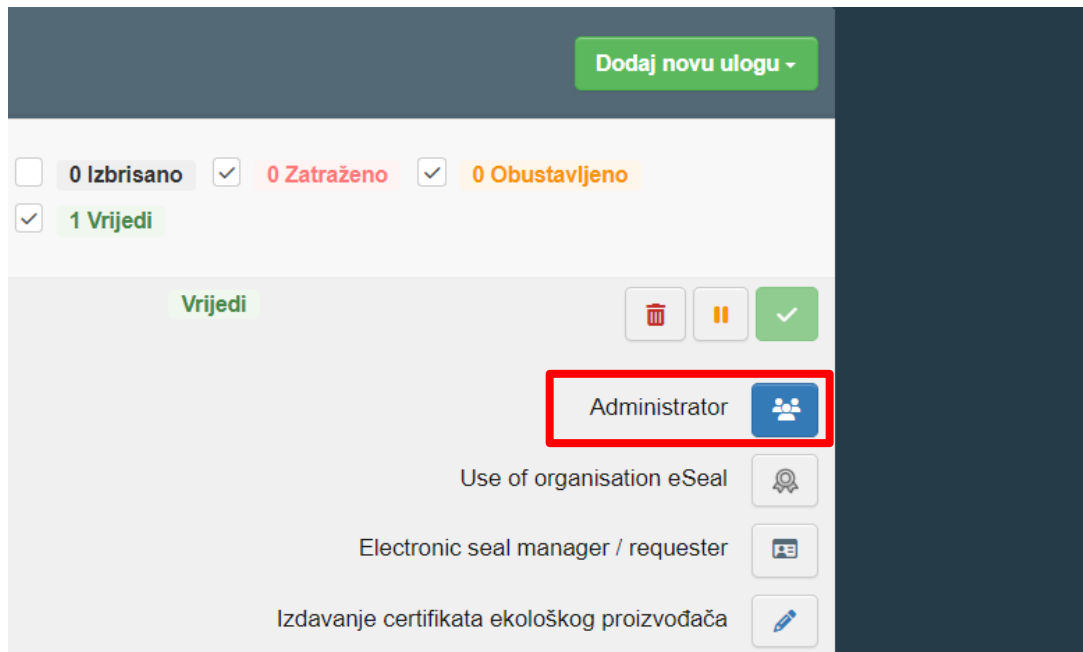 Dodaj novu ulogu
0 Izbrisano 0 Zatraženo 0 Obustavljeno
1 Vrijedi
Vrijedi
Administrator
Use of organisation eSeal
Electronic seal manager / requester
Izdavanje certifikata ekološkog proizvođača